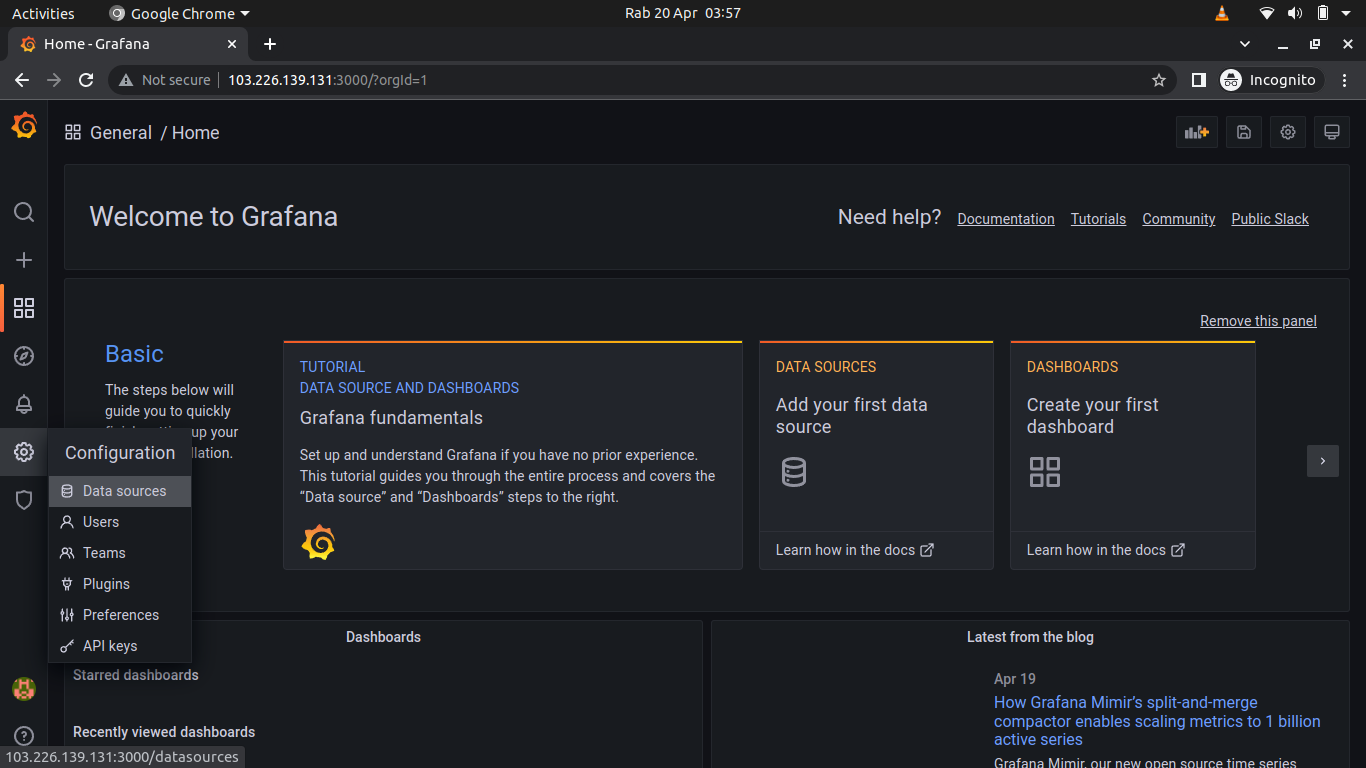 Activities
Google Chrome
Rab 20 Apr 03:57
Home - Grafana
Not secure
103.226.139.131:3000/?orgId=1
Incognito
General / Home
Welcome to Grafana
Need help?
Documentation
Tutorials
Community
Public Slack
Remove this panel
Basic
The steps below will
guide you to quickly
up your
llation.
TUTORIAL
DATA SOURCE AND DASHBOARDS
Grafana fundamentals
Set up and understand Grafana if you have no prior experience.
This tutorial guides you through the entire process and covers the
“Data source” and “Dashboards” steps to the right.
DATA SOURCES
Add your first data
source
Learn how in the docs
DASHBOARDS
Create your first
dashboard
Learn how in the docs
Configuration
Data sources
Users
Teams
Plugins
Preferences
API keys
Dashboards
Starred dashboards
Recently viewed dashboards
Latest from the blog
Apr 19
How Grafana Mimir’s split-and-merge
compactor enables scaling metrics to 1 billion
active series
Grafana Mimir, our new open source time series
103.226.139.131:3000/datasources